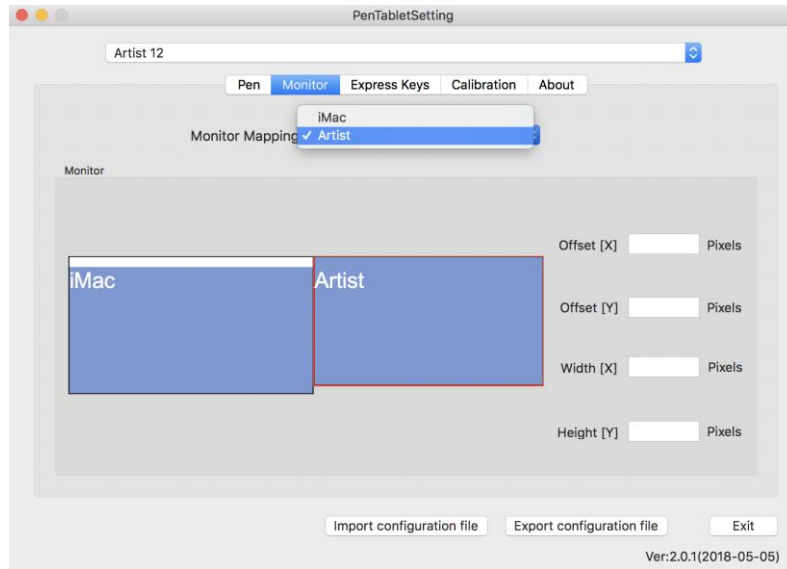 PenTabletSetting
Artist 12
Pen Monitor Express Keys Calibration About
iMac
Monitor Mapping ✓ Artist
Monitor
Offset [X] Pixels
iMac Artist
Offset [Y] Pixels
Width [X] Pixels
Height [Y] Pixels
Import configuration file Export configuration file Exit
Ver:2.0.1(2018-05-05)